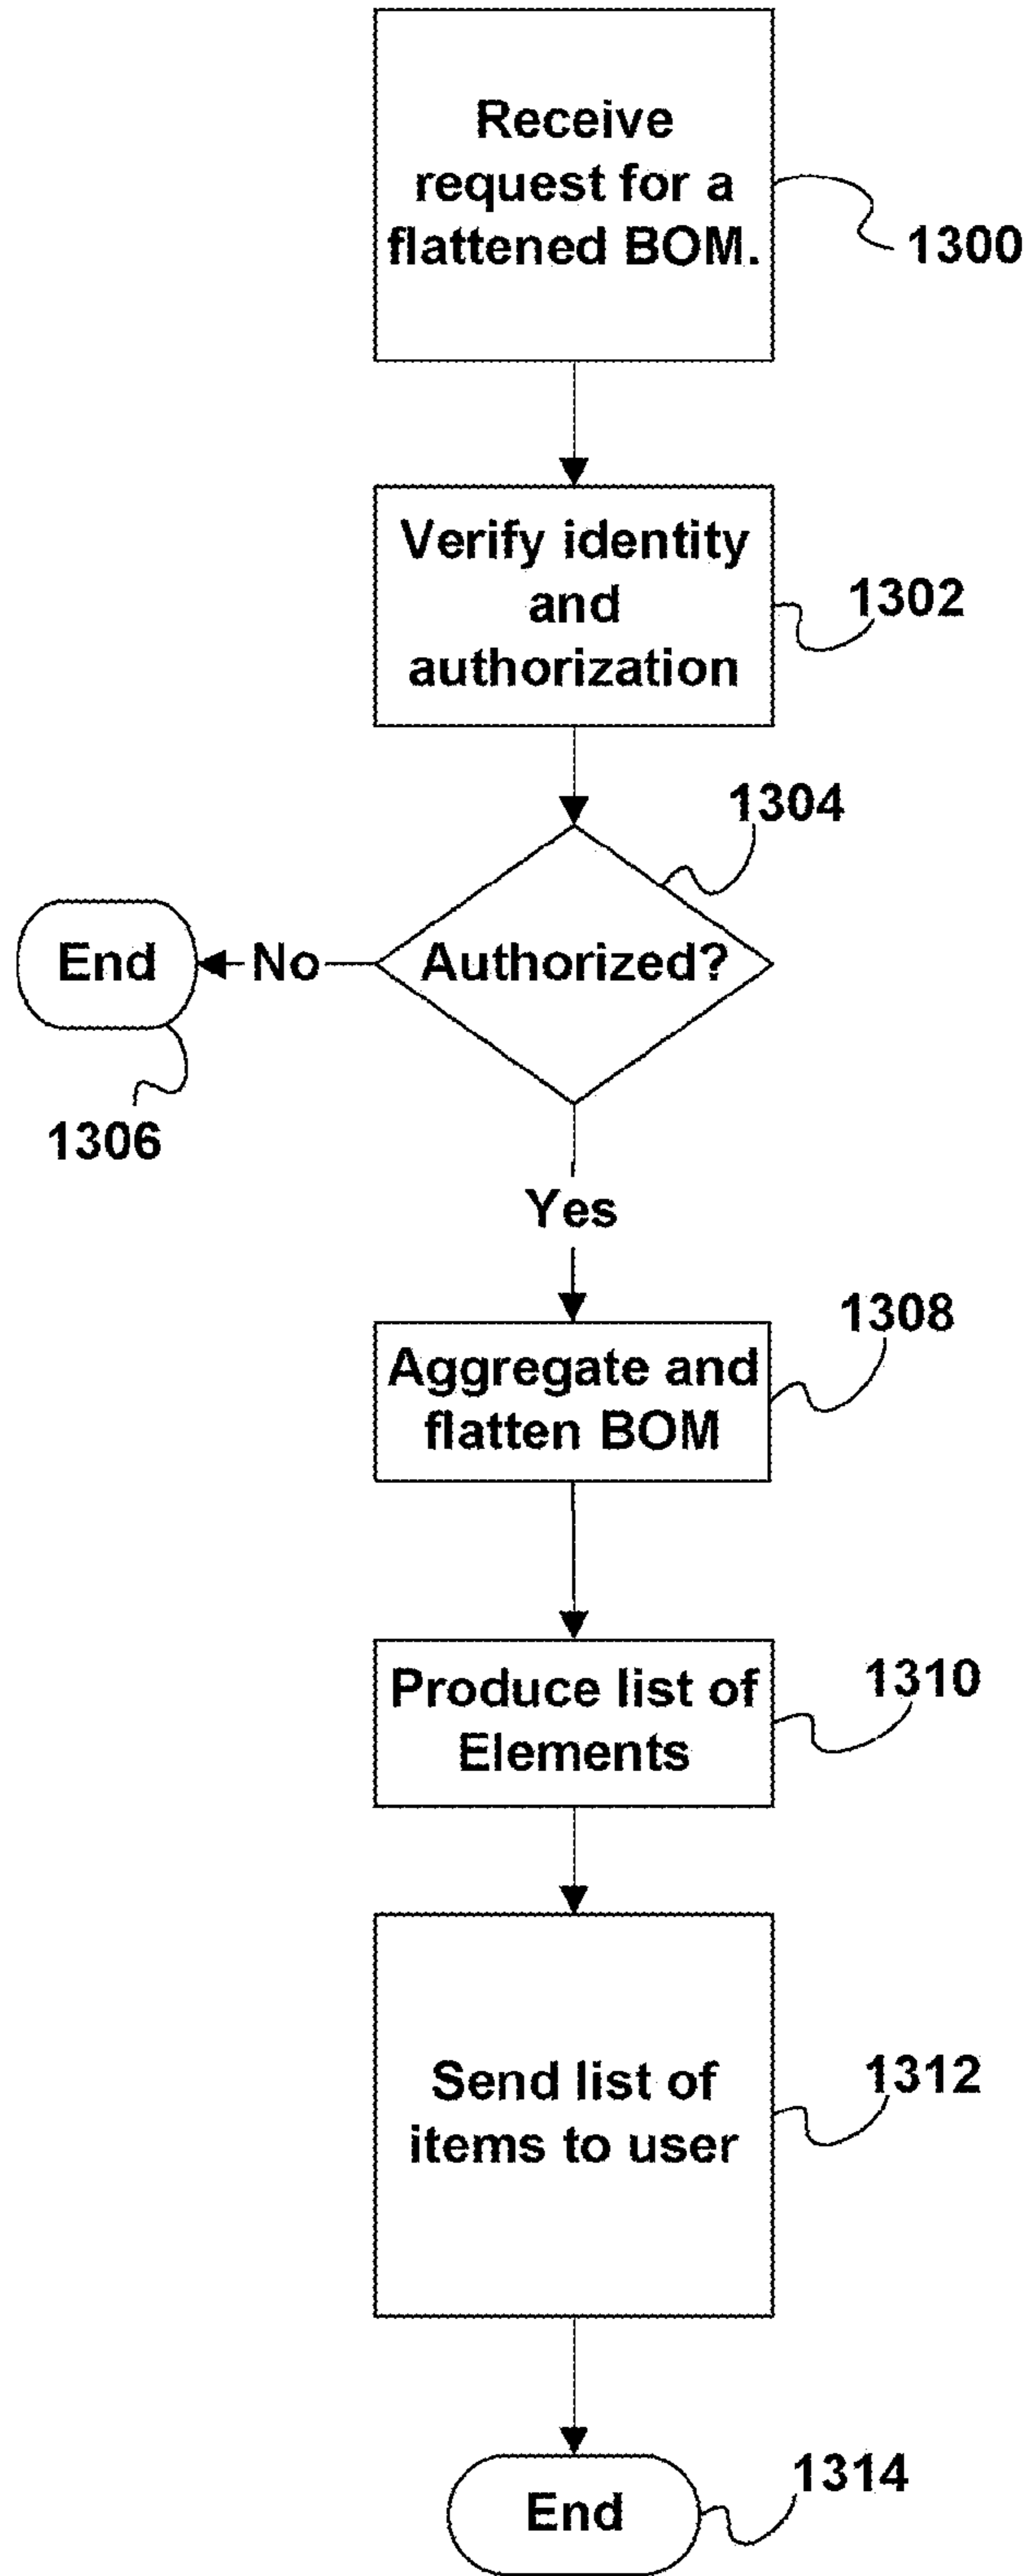 Receive
request for a
flattened BOM.
1300
Verify identity
and
authorization
1302
1304
Authorized?
No
End
1306
Yes
Aggregate and
flatten BOM
1308
Produce list of
Elements
1310
Send list of
items to user
1312
End
1314